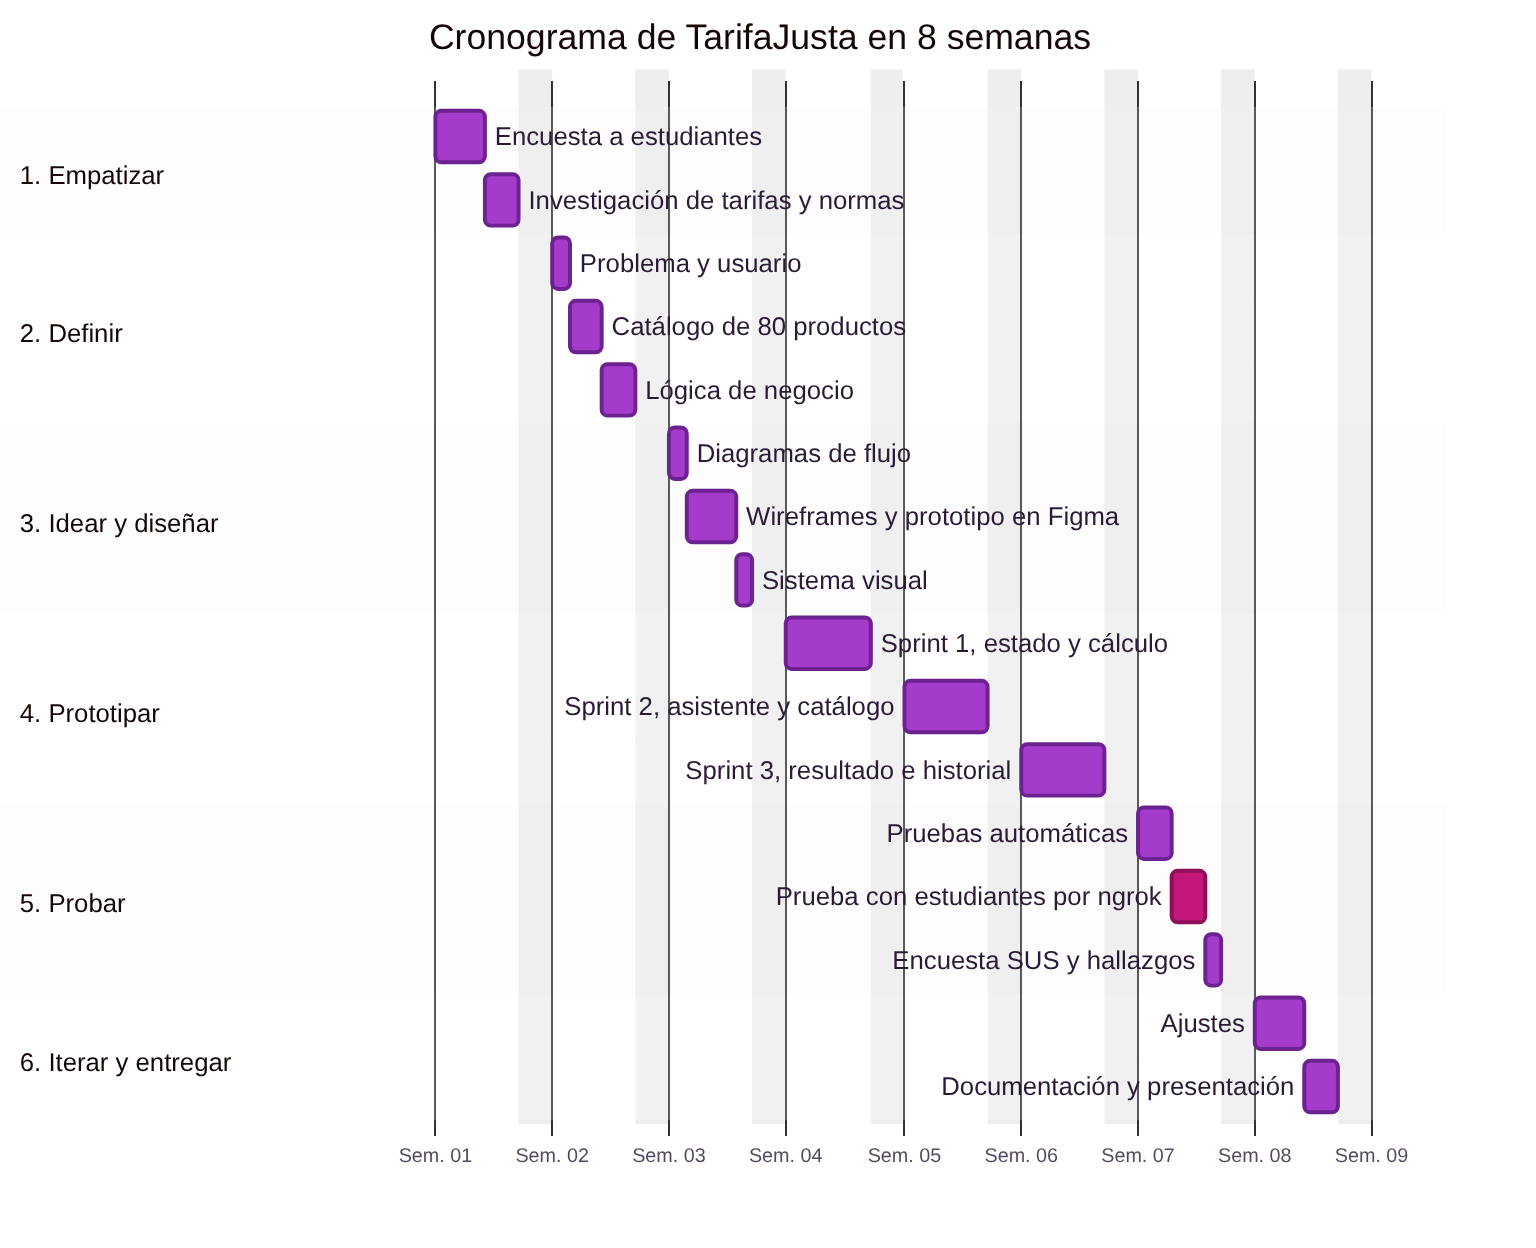 Cronograma de TarifaJusta en 8 semanas
1. Empatizar
Encuesta a estudiantes
Investigación de tarifas y normas
2. Definir
Problema y usuario
Catálogo de 80 productos
Lógica de negocio
3. Idear y diseñar
Diagramas de flujo
Wireframes y prototipo en Figma
Sistema visual
4. Prototipar
Sprint 1, estado y cálculo
Sprint 2, asistente y catálogo
Sprint 3, resultado e historial
5. Probar
Pruebas automáticas
Prueba con estudiantes por ngrok
Encuesta SUS y hallazgos
6. Iterar y entregar
Ajustes
Documentación y presentación
Sem. 01 Sem. 02 Sem. 03 Sem. 04 Sem. 05 Sem. 06 Sem. 07 Sem. 08 Sem. 09